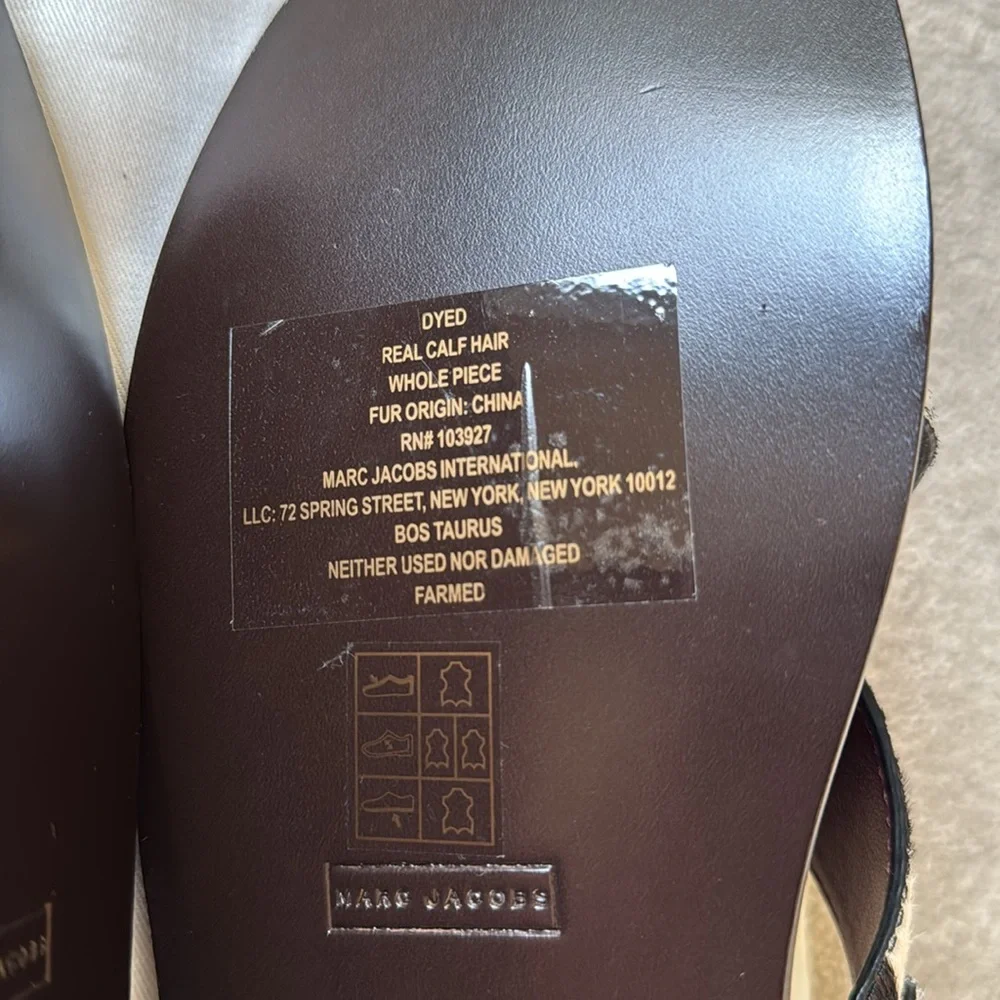 DYED
REAL CALF HAIR
WHOLE PIECE
FUR ORIGIN: CHINA
RN# 103927
MARC JACOBS INTERNATIONAL,
LLC: 72 SPRING STREET, NEW YORK, NEW YORK 10012
BOS TAURUS
NEITHER USED NOR DAMAGED
FARMED
MARC JACOBS